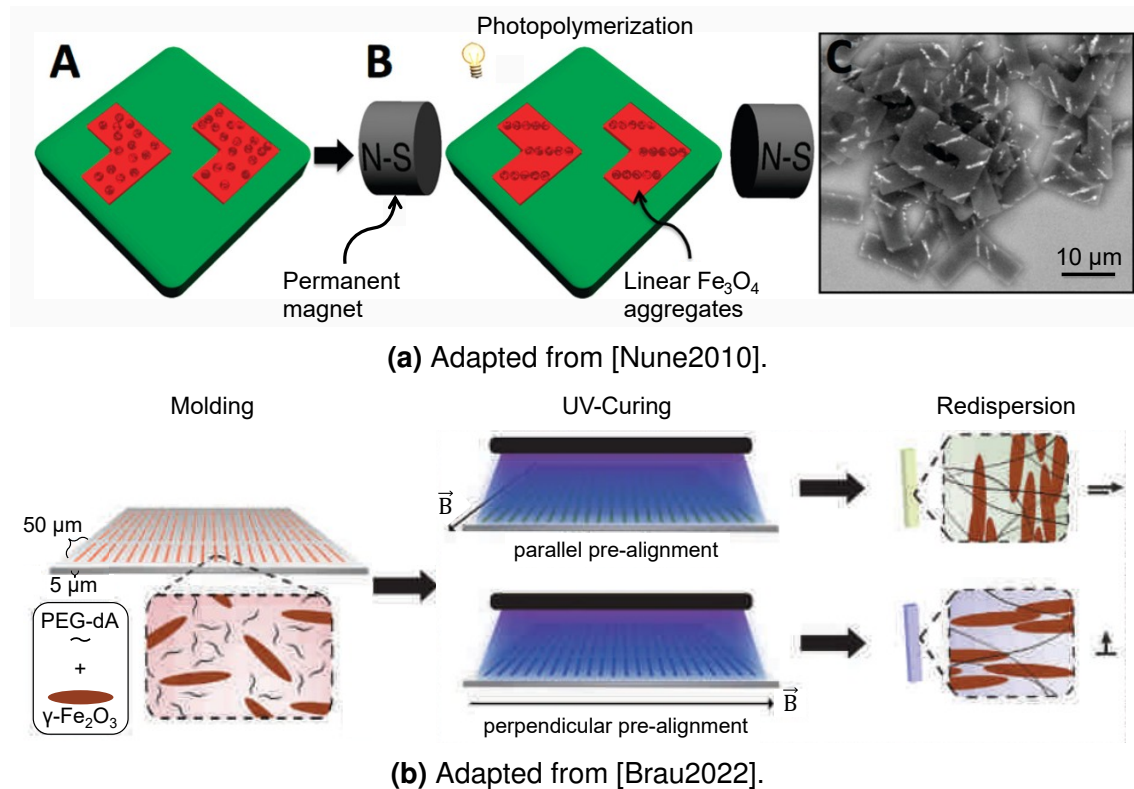 Photopolymerization
A
B
C
N-S
N-S
Permanent
magnet
Linear Fe₃O₄
aggregates
10 µm
(a) Adapted from [Nune2010].
Molding
UV-Curing
Redispersion
50 µm
5 µm
PEG-dA
+
γ-Fe₂O₃
B⃗
parallel pre-alignment
B⃗
perpendicular pre-alignment
(b) Adapted from [Brau2022].